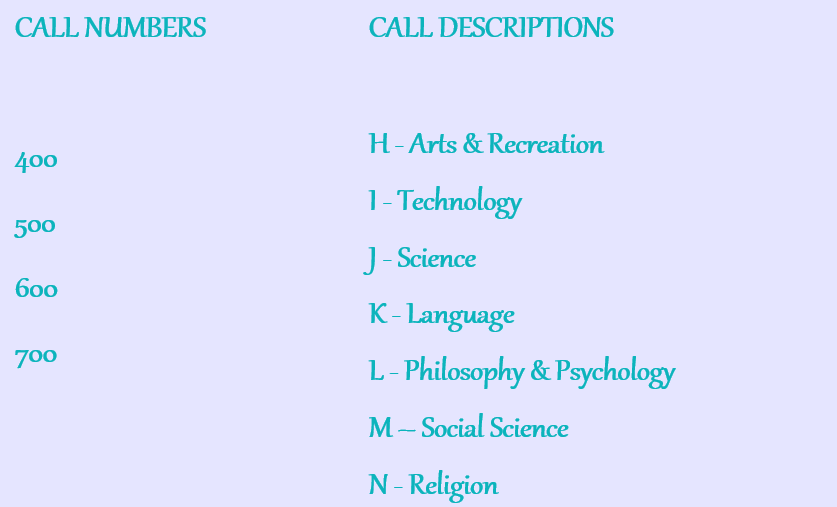 CALL NUMBERS
400
500
600
700
CALL DESCRIPTIONS
H - Arts & Recreation
I - Technology
J - Science
K - Language
L - Philosophy & Psychology
M – Social Science
N - Religion